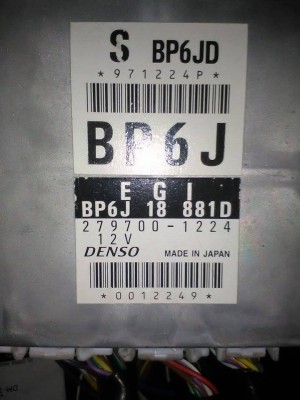 S BP6JD
*971224P*
BP6J
EGI
BP6J 18 881D
279700-1224
12V
DENSO MADE IN JAPAN
*0012249*